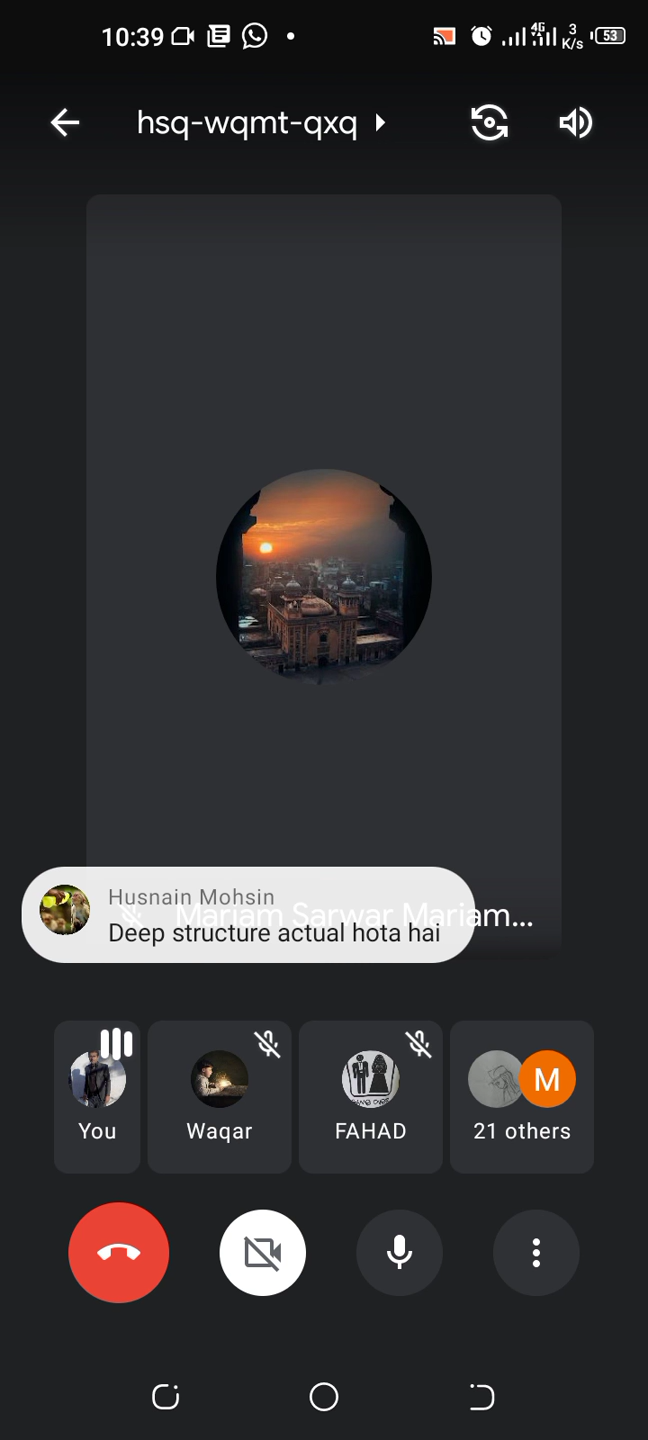 10:39
4G
3
K/s
53
hsq-wqmt-qxq
Husnain Mohsin
Mariam Sarwar Mariam...
Deep structure actual hota hai
You
Waqar
FAHAD
M
21 others